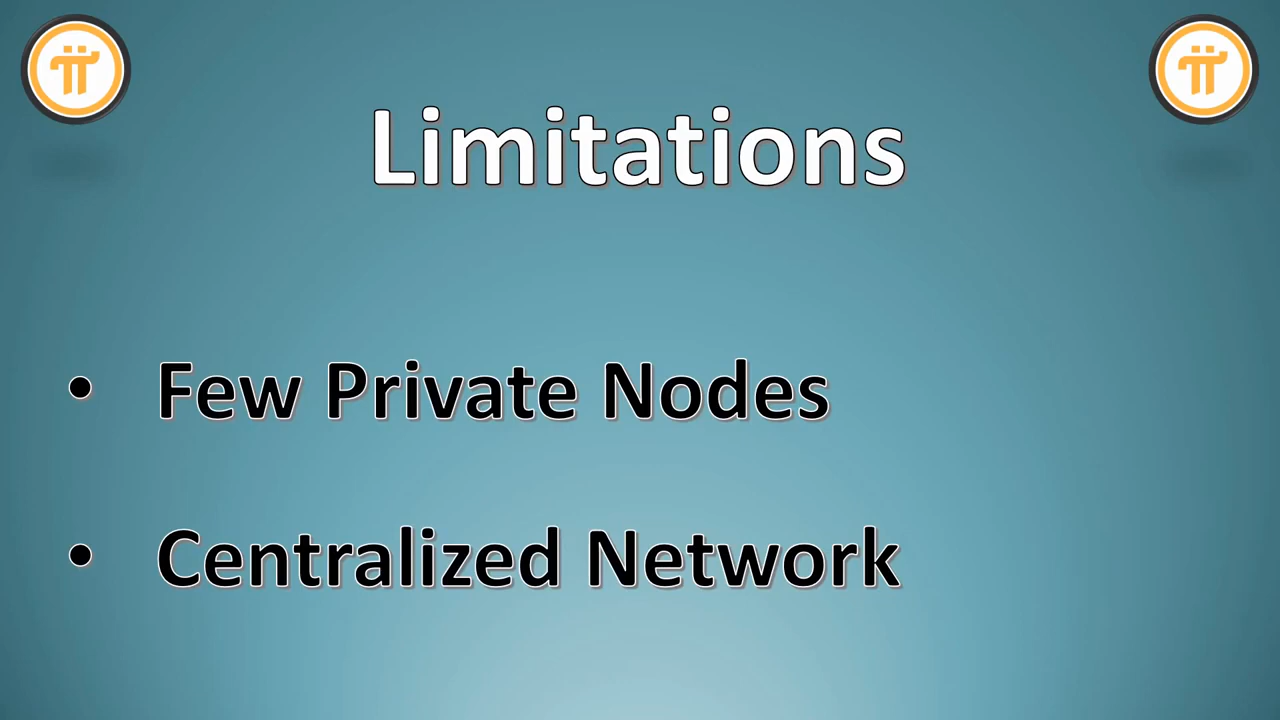 Limitations
• Few Private Nodes
• Centralized Network